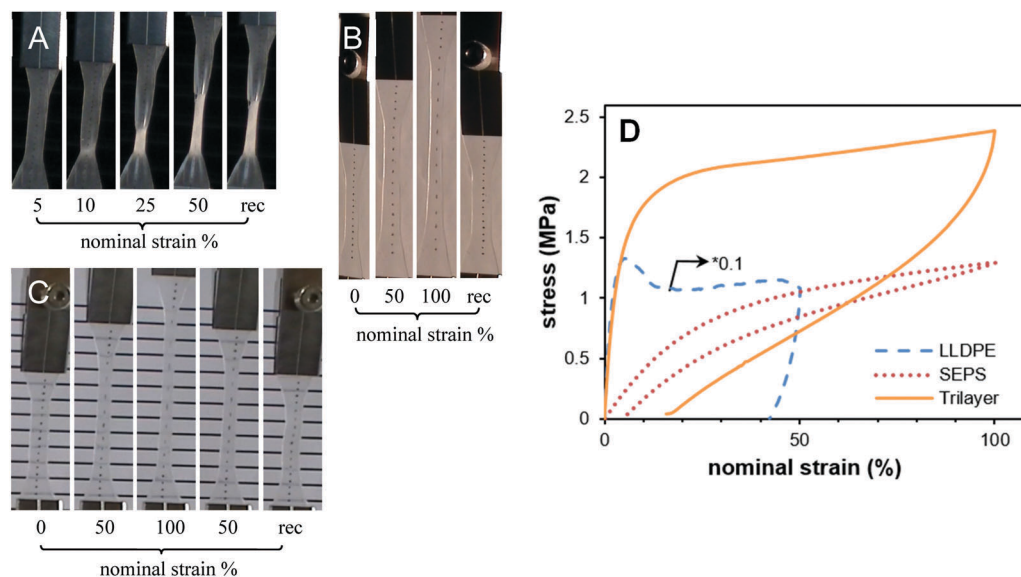 A
5 10 25 50 rec
nominal strain %
B
0 50 100 rec
nominal strain %
C
0 50 100 50 rec
nominal strain %
D
stress (MPa)
2.5
2
1.5
1
0.5
0
*0.1
LLDPE
SEPS
Trilayer
0 50 100
nominal strain (%)